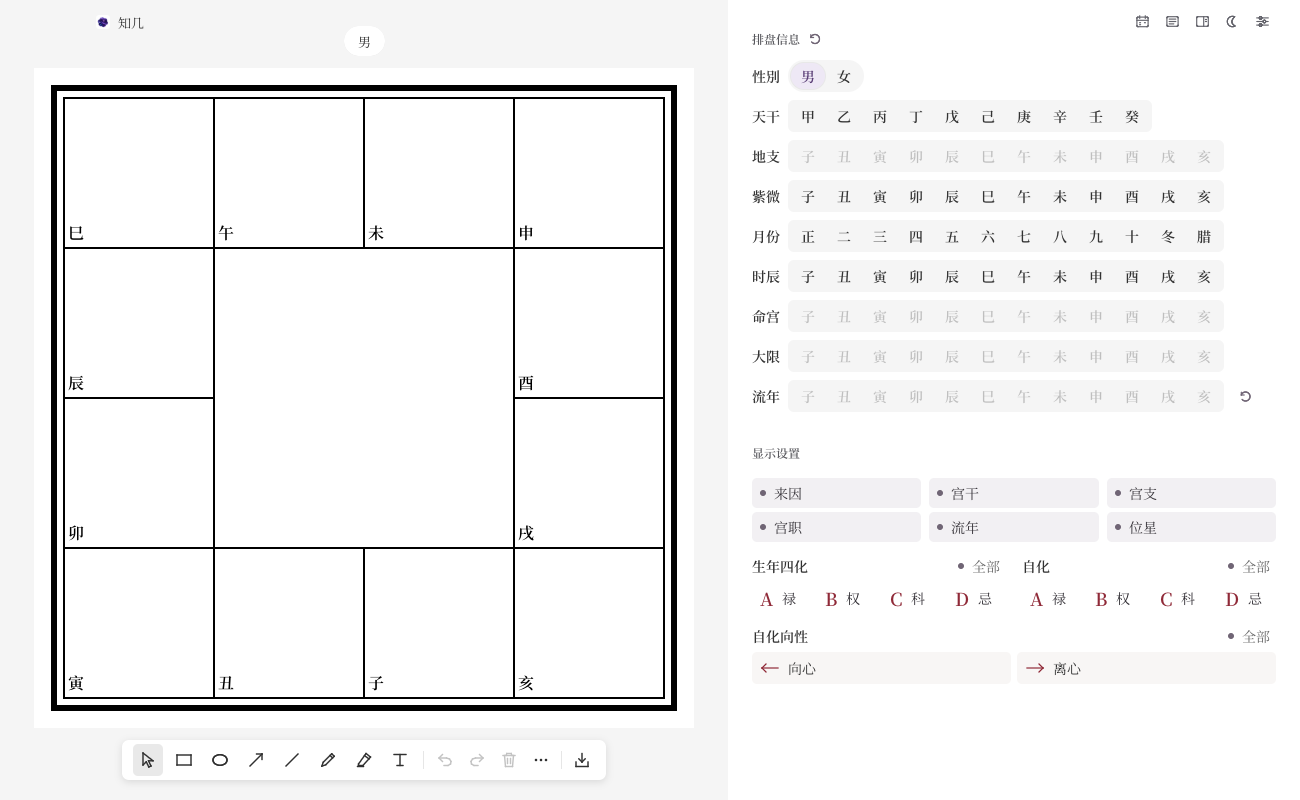 知几
男
巳 午 未 申
辰 酉
卯 戌
寅 丑 子 亥
排盘信息
性别 男 女
天干 甲 乙 丙 丁 戊 己 庚 辛 壬 癸
地支 子 丑 寅 卯 辰 巳 午 未 申 酉 戌 亥
紫微 子 丑 寅 卯 辰 巳 午 未 申 酉 戌 亥
月份 正 二 三 四 五 六 七 八 九 十 冬 腊
时辰 子 丑 寅 卯 辰 巳 午 未 申 酉 戌 亥
命宫 子 丑 寅 卯 辰 巳 午 未 申 酉 戌 亥
大限 子 丑 寅 卯 辰 巳 午 未 申 酉 戌 亥
流年 子 丑 寅 卯 辰 巳 午 未 申 酉 戌 亥
显示设置
来因 宫干 宫支
宫职 流年 位星
生年四化 全部 自化 全部
A 禄 B 权 C 科 D 忌 A 禄 B 权 C 科 D 忌
自化向性 全部
← 向心 → 离心